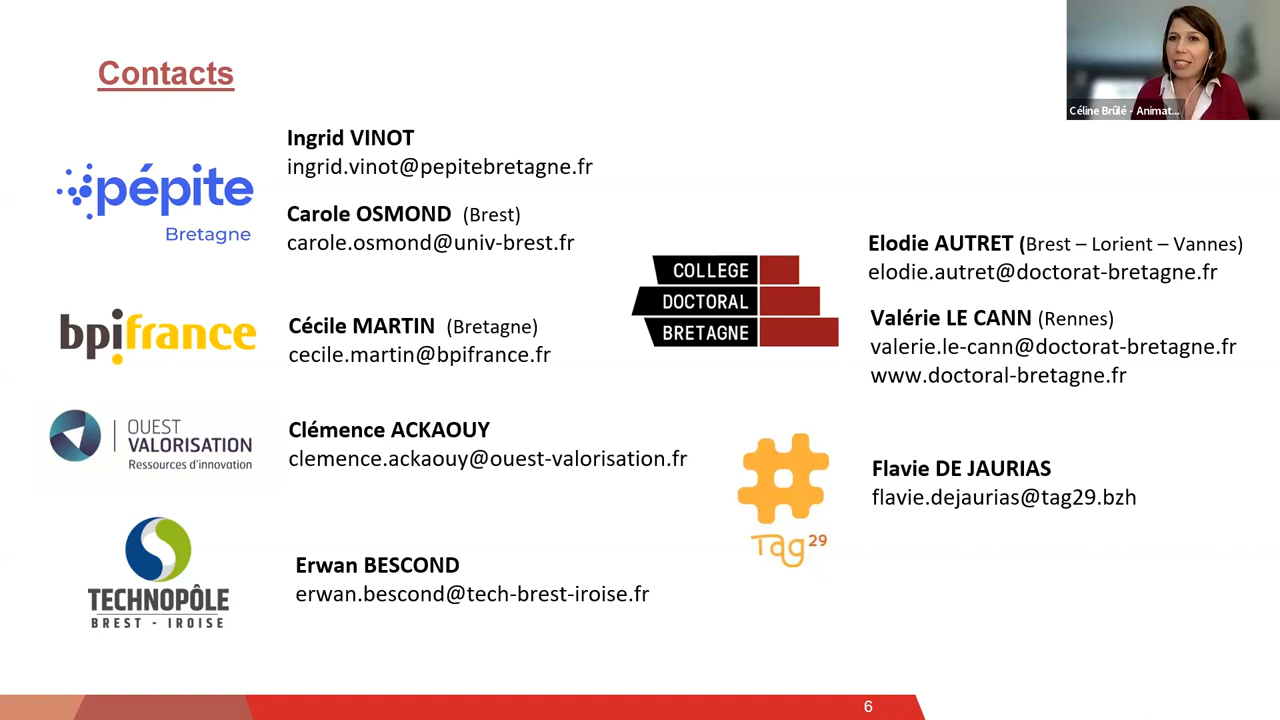 Contacts
Céline Brûlé - Animat...
Ingrid VINOT
ingrid.vinot@pepitebretagne.fr
pépite
Bretagne
Carole OSMOND (Brest)
carole.osmond@univ-brest.fr
bpifrance
Cécile MARTIN (Bretagne)
cecile.martin@bpifrance.fr
OUEST
VALORISATION
Ressources d'innovation
Clémence ACKAOUY
clemence.ackaouy@ouest-valorisation.fr
TECHNOPÔLE
BREST - IROISE
Erwan BESCOND
erwan.bescond@tech-brest-iroise.fr
COLLEGE
DOCTORAL
BRETAGNE
Elodie AUTRET (Brest – Lorient – Vannes)
elodie.autret@doctorat-bretagne.fr
Valérie LE CANN (Rennes)
valerie.le-cann@doctorat-bretagne.fr
www.doctoral-bretagne.fr
Tag29
Flavie DE JAURIAS
flavie.dejaurias@tag29.bzh
6